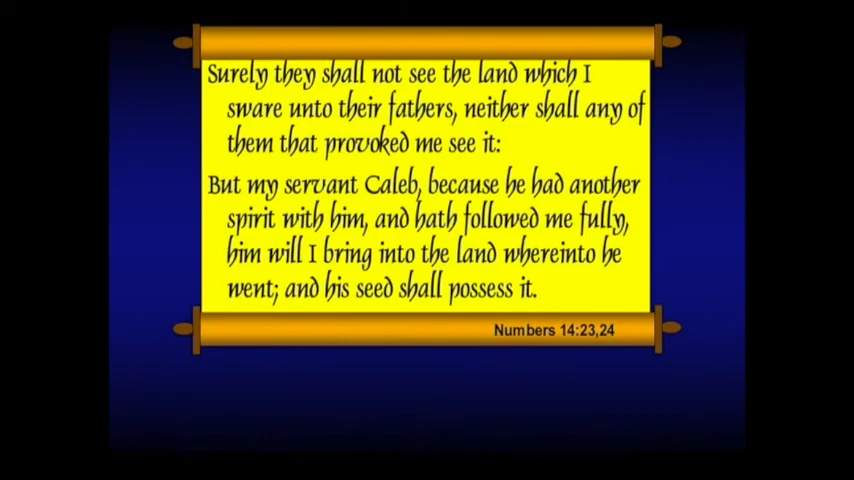 Surely they shall not see the land which I
sware unto their fathers, neither shall any of
them that provoked me see it:
But my servant Caleb, because he had another
spirit with him, and hath followed me fully,
him will I bring into the land whereinto he
went; and his seed shall possess it.
Numbers 14:23,24